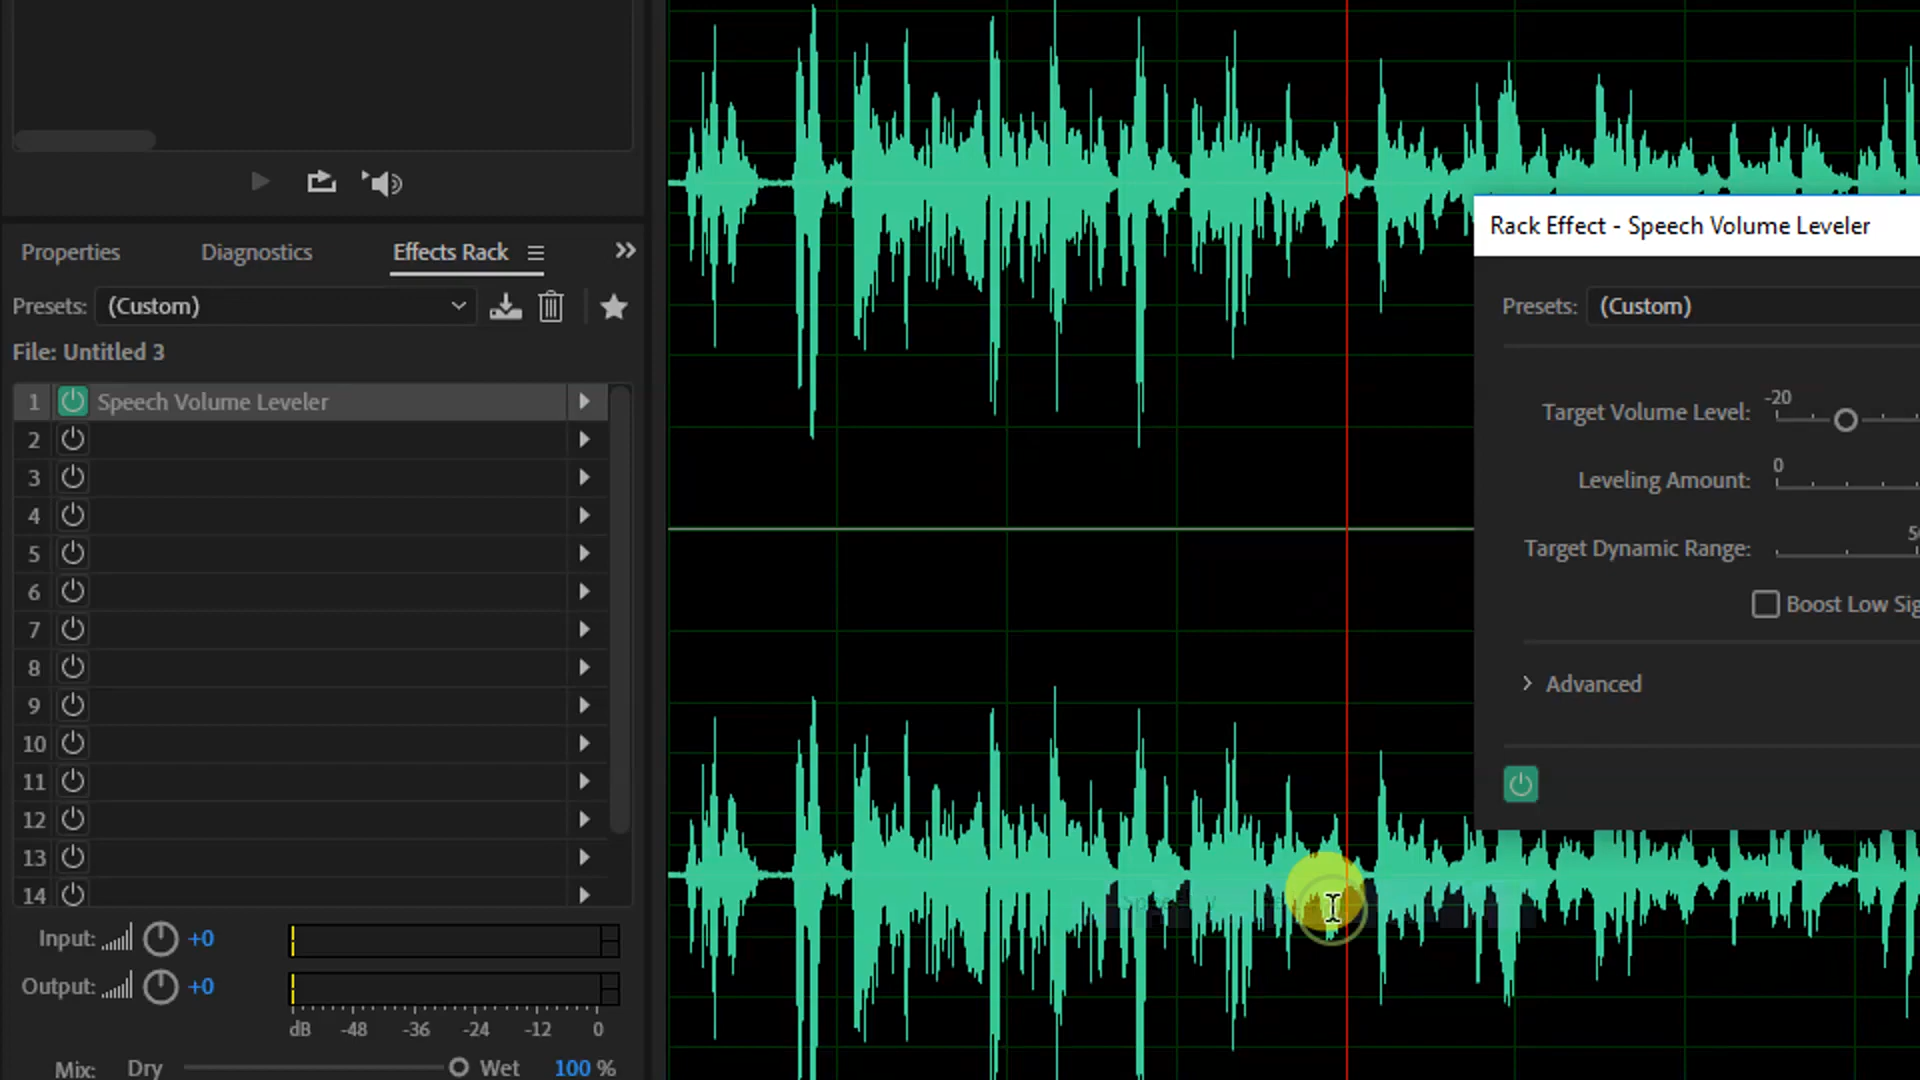 Properties
Diagnostics
Effects Rack
Presets: (Custom)
File: Untitled 3
1 Speech Volume Leveler
2
3
4
5
6
7
8
9
10
11
12
13
14
Input: +0
Output: +0
dB -48 -36 -24 -12 0
Mix: Dry Wet 100 %
Rack Effect - Speech Volume Leveler
Presets: (Custom)
-20
Target Volume Level:
0
Leveling Amount:
Target Dynamic Range:
Boost Low
Advanced